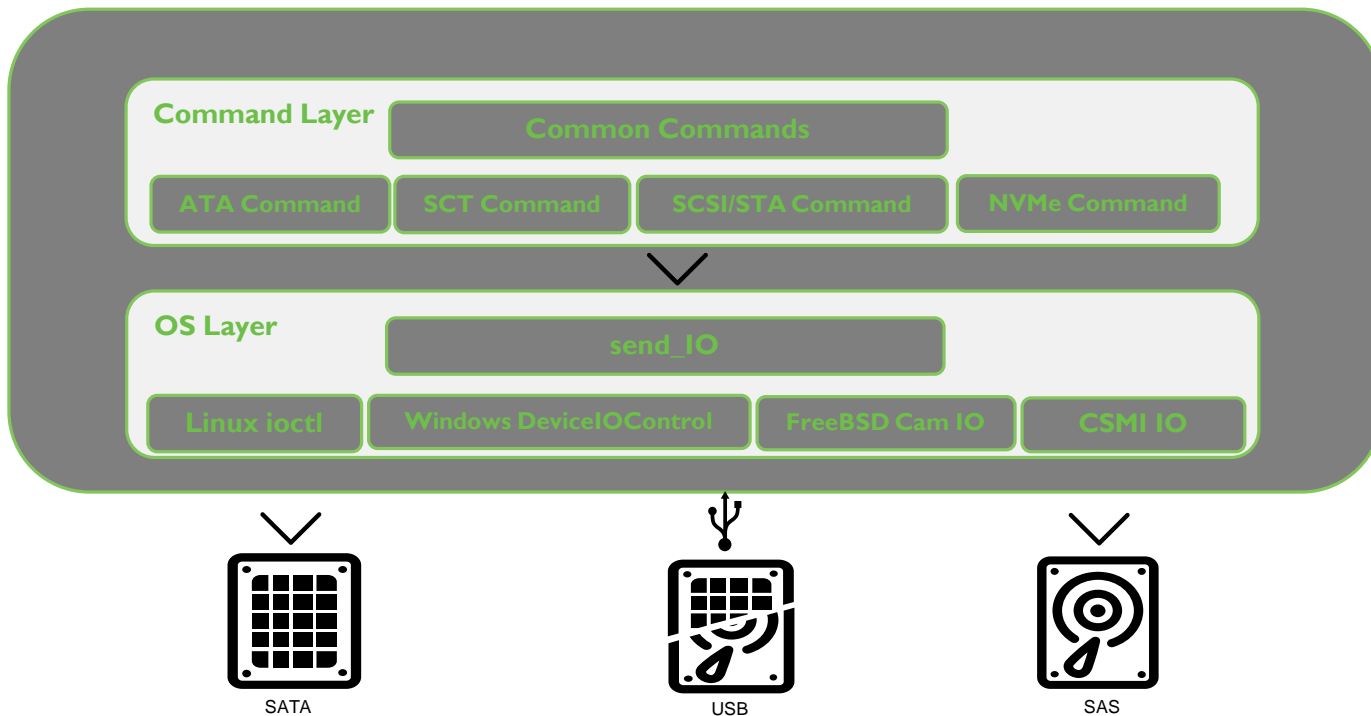 Command Layer
Common Commands
ATA Command
SCT Command
SCSI/STA Command
NVMe Command
OS Layer
send_IO
Linux ioctl
Windows DeviceIOControl
FreeBSD Cam IO
CSMI IO
SATA
USB
SAS